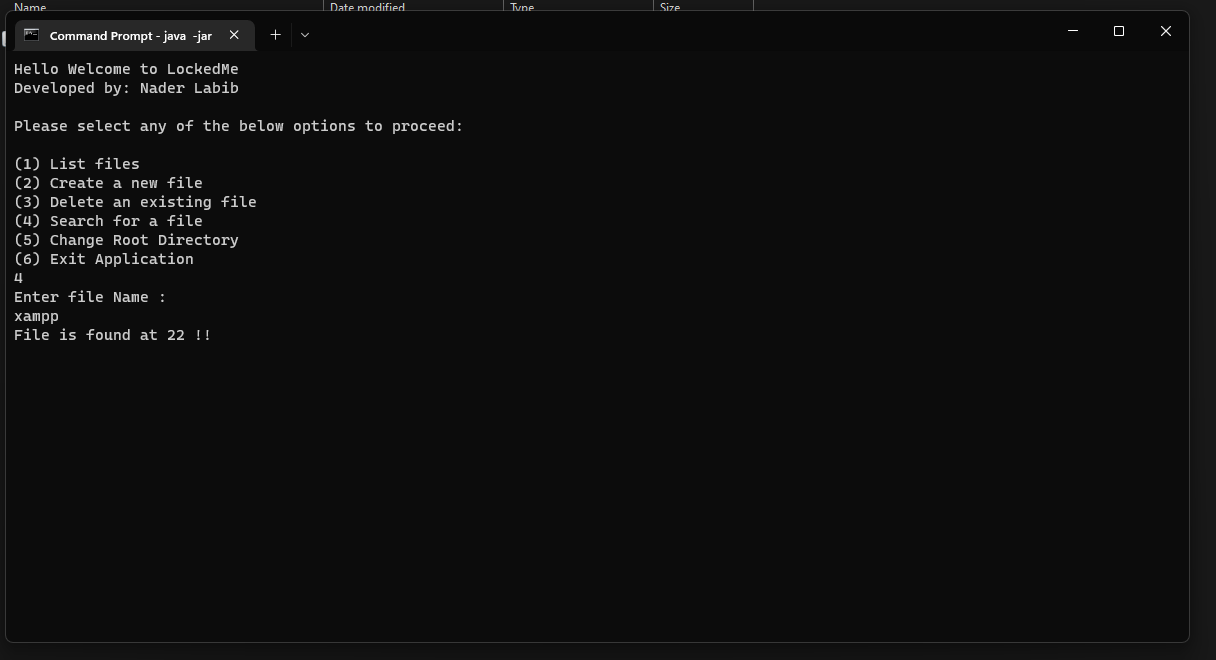 Name Date modified Type Size
Command Prompt - java -jar
Hello Welcome to LockedMe
Developed by: Nader Labib
Please select any of the below options to proceed:
(1) List files
(2) Create a new file
(3) Delete an existing file
(4) Search for a file
(5) Change Root Directory
(6) Exit Application
4
Enter file Name :
xampp
File is found at 22 !!